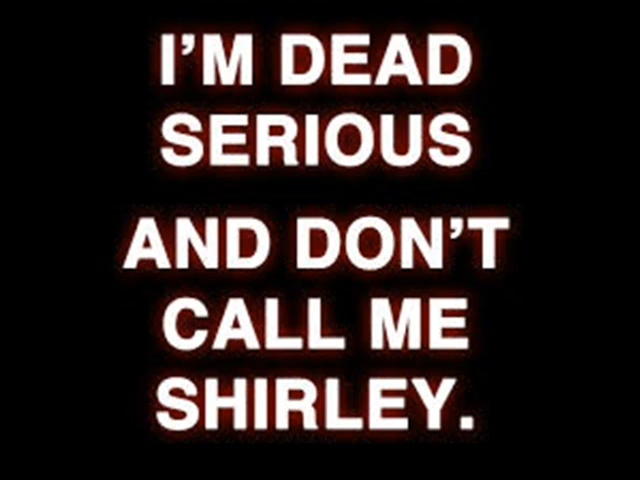 I’M DEAD
SERIOUS
AND DON’T
CALL ME
SHIRLEY.